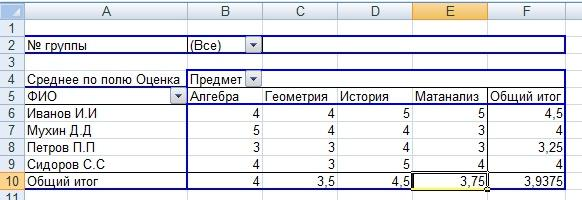 A B C D E F
1
2 № группы (Все)
3
4 Среднее по полю Оценка Предмет
5 ФИО Алгебра Геометрия История Матанализ Общий итог
6 Иванов И.И 4 4 5 5 4,5
7 Мухин Д.Д 5 4 4 3 4
8 Петров П.П 3 3 4 3 3,25
9 Сидоров С.С 4 3 5 4 4
10 Общий итог 4 3,5 4,5 3,75 3,9375
11